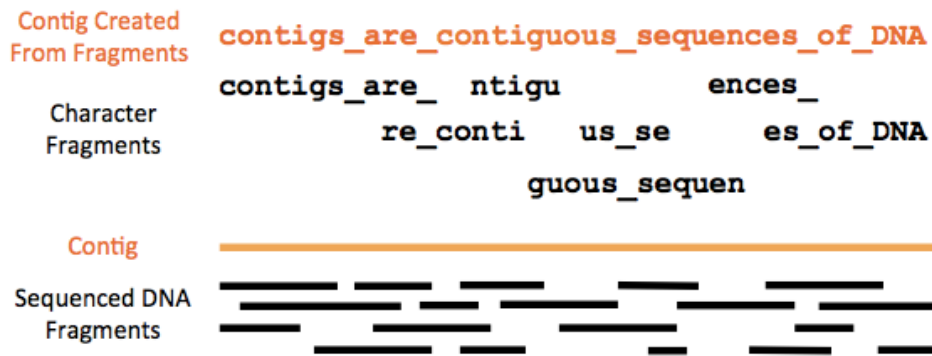 Contig Created
From Fragments
contigs_are_contiguous_sequences_of_DNA
contigs_are_ ntigu ences_
Character
Fragments
re_conti us_se es_of_DNA
guous_sequen
Contig
Sequenced DNA
Fragments